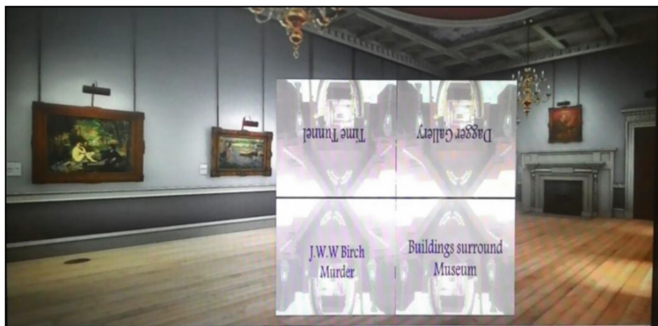 Time Tunnel
Dagger Gallery
J.W.W Birch
Murder
Buildings surround
Museum